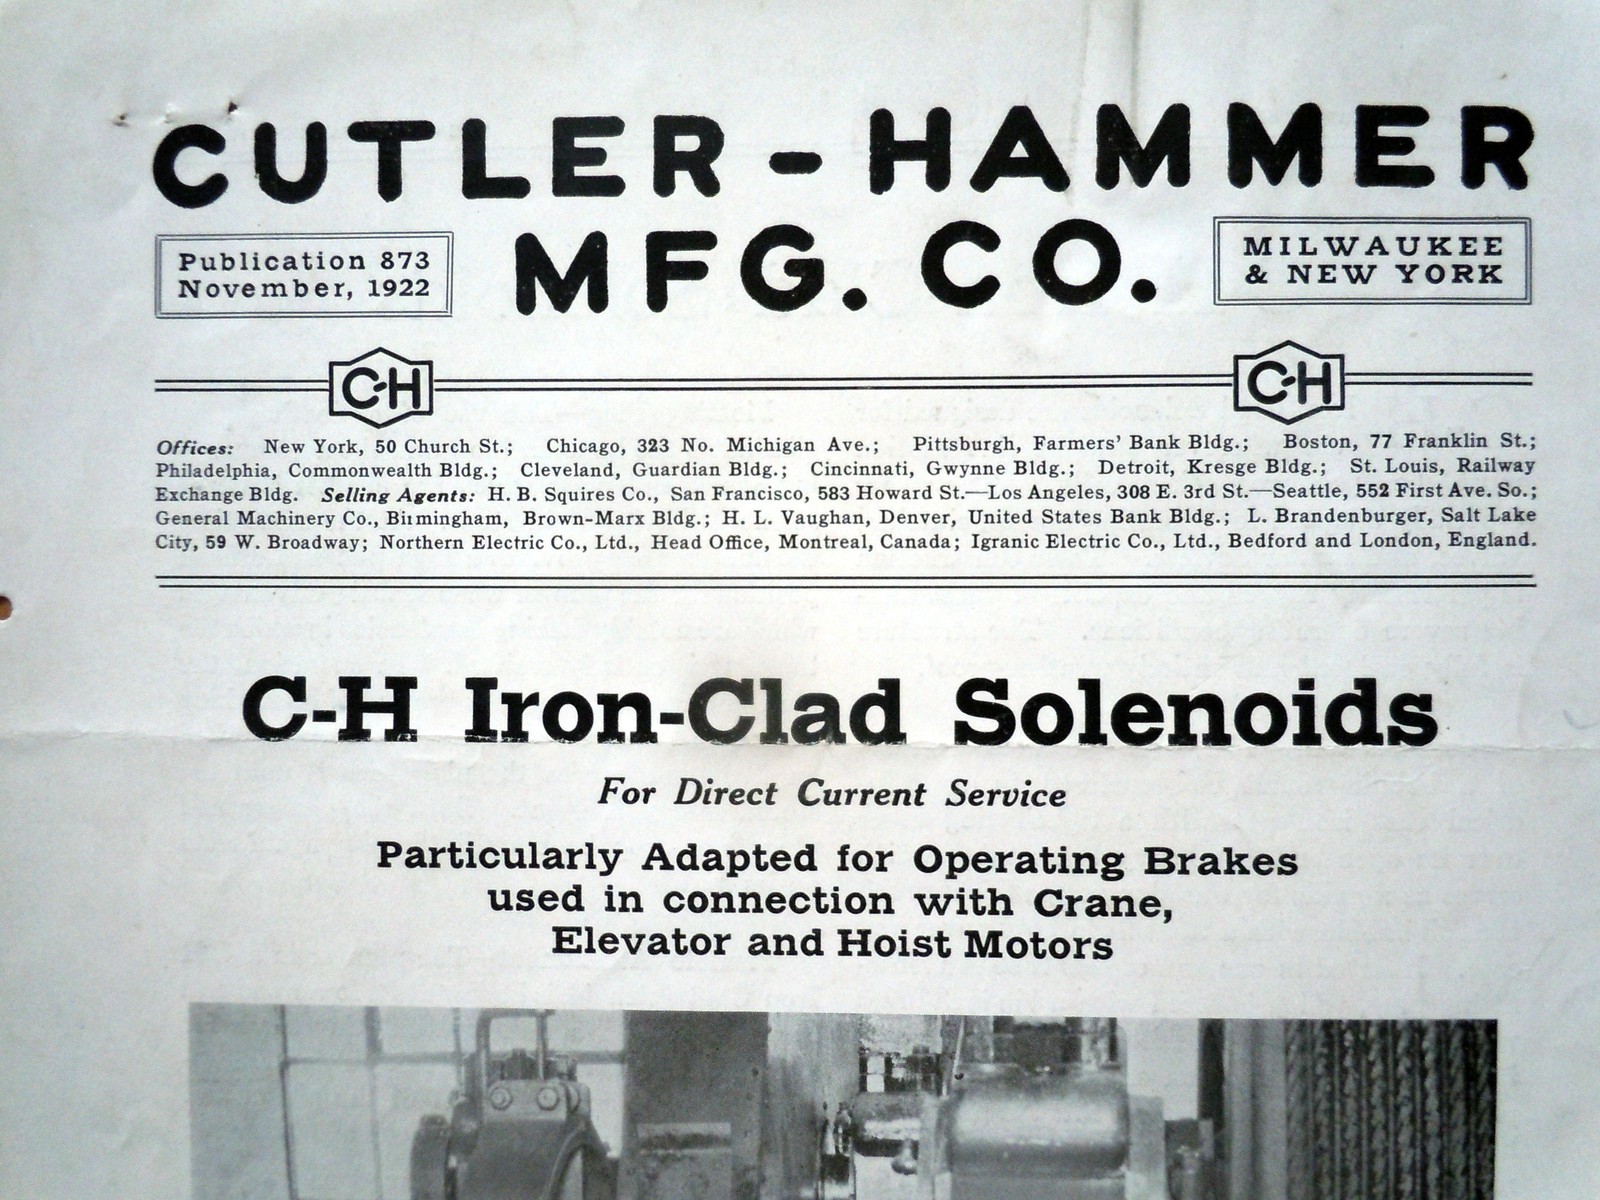 CUTLER-HAMMER
MFG. CO.
Publication 873
November, 1922
MILWAUKEE
& NEW YORK
C-H
C-H
Offices: New York, 50 Church St.; Chicago, 323 No. Michigan Ave.; Pittsburgh, Farmers' Bank Bldg.; Boston, 77 Franklin St.;
Philadelphia, Commonwealth Bldg.; Cleveland, Guardian Bldg.; Cincinnati, Gwynne Bldg.; Detroit, Kresge Bldg.; St. Louis, Railway
Exchange Bldg. Selling Agents: H. B. Squires Co., San Francisco, 583 Howard St.—Los Angeles, 308 E. 3rd St.—Seattle, 552 First Ave. So.;
General Machinery Co., Birmingham, Brown-Marx Bldg.; H. L. Vaughan, Denver, United States Bank Bldg.; L. Brandenburger, Salt Lake
City, 59 W. Broadway; Northern Electric Co., Ltd., Head Office, Montreal, Canada; Igranic Electric Co., Ltd., Bedford and London, England.
C-H Iron-Clad Solenoids
For Direct Current Service
Particularly Adapted for Operating Brakes
used in connection with Crane,
Elevator and Hoist Motors